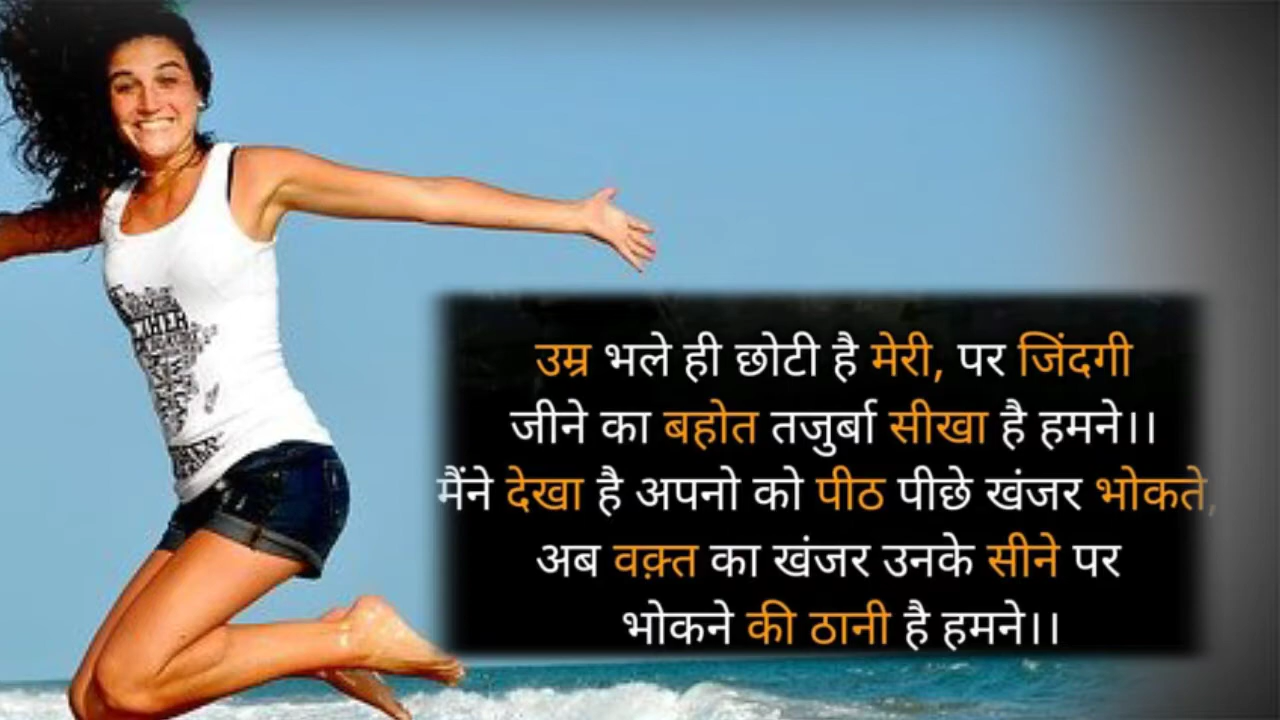 उम्र भले ही छोटी है मेरी, पर जिंदगी
जीने का बहोत तजुर्बा सीखा है हमने।।
मैंने देखा है अपनो को पीठ पीछे खंजर भोकते,
अब वक़्त का खंजर उनके सीने पर
भोकने की ठानी है हमने।।